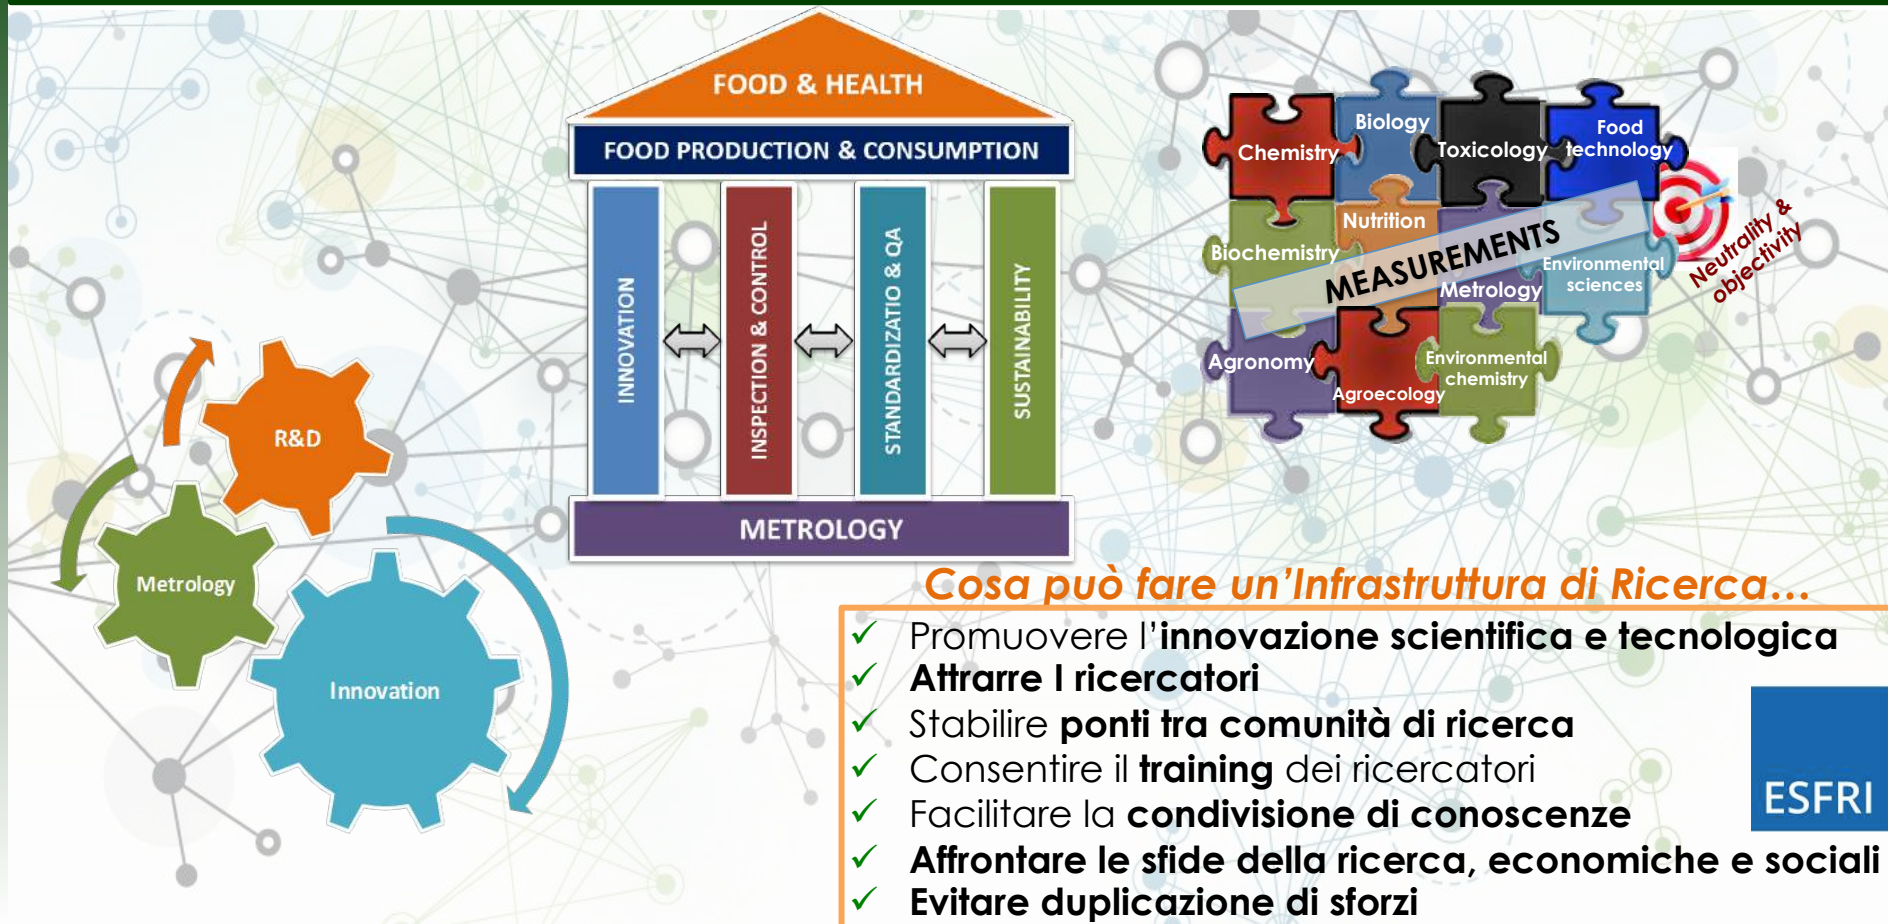 FOOD & HEALTH
FOOD PRODUCTION & CONSUMPTION
INNOVATION
INSPECTION & CONTROL
STANDARDIZATIO & QA
SUSTAINABILITY
METROLOGY
R&D
Metrology
Innovation
Chemistry
Biology
Toxicology
Food
technology
Biochemistry
Nutrition
MEASUREMENTS
Metrology
Environmental
sciences
Agronomy
Agroecology
Environmental
chemistry
Neutrality &
objectivity
Cosa può fare un’Infrastruttura di Ricerca…
✓ Promuovere l’innovazione scientifica e tecnologica
✓ Attrarre I ricercatori
✓ Stabilire ponti tra comunità di ricerca
✓ Consentire il training dei ricercatori
✓ Facilitare la condivisione di conoscenze
✓ Affrontare le sfide della ricerca, economiche e sociali
✓ Evitare duplicazione di sforzi
ESFRI